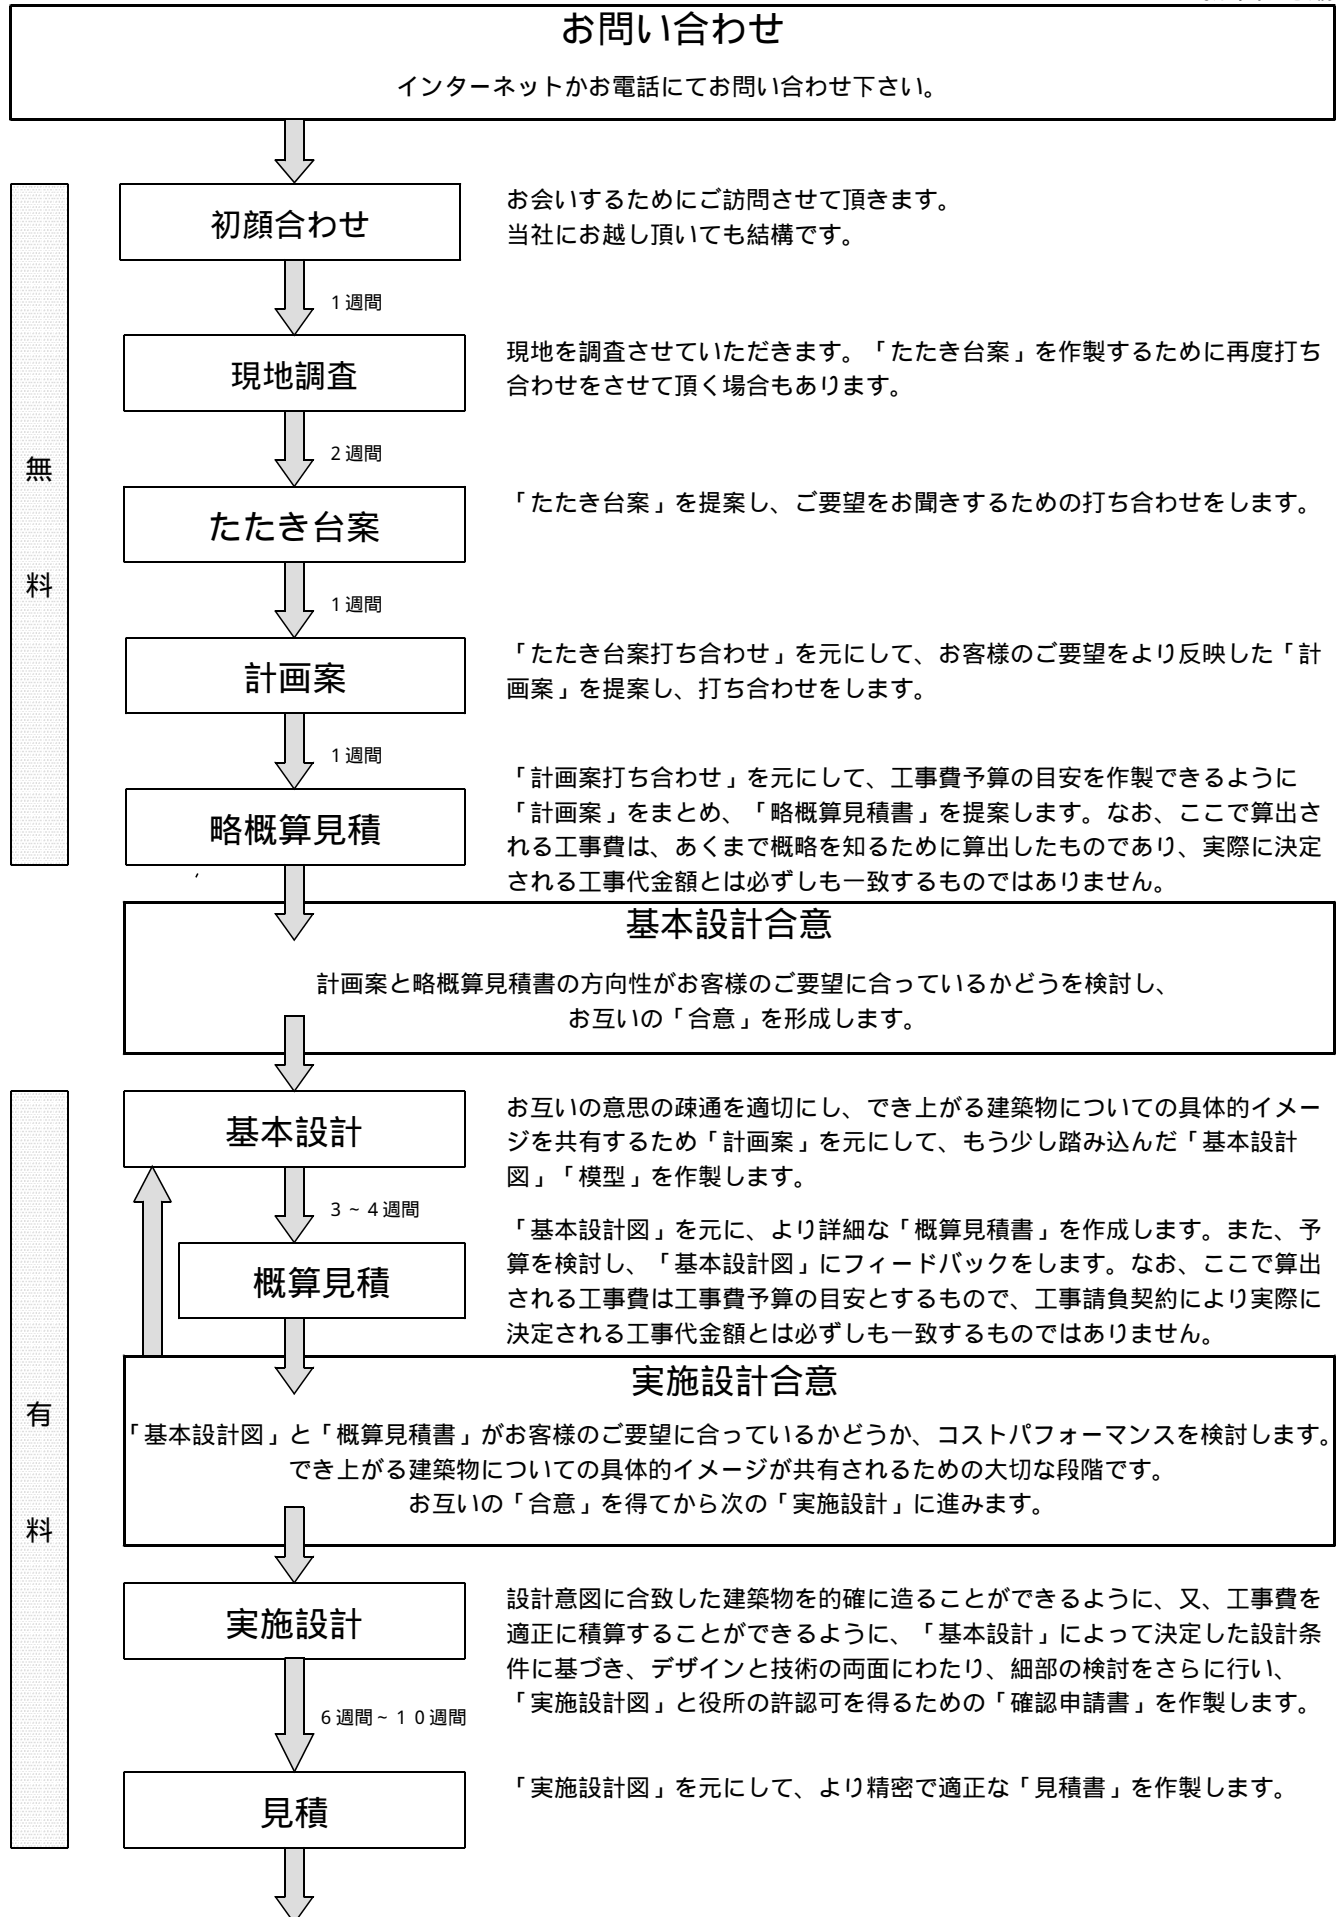 お問い合わせ
インターネットかお電話にてお問い合わせ下さい。
無料
初顔合わせ
お会いするためにご訪問させて頂きます。
当社にお越し頂いても結構です。
1週間
現地調査
現地を調査させていただきます。「たたき台案」を作製するために再度打ち
合わせをさせて頂く場合もあります。
2週間
たたき台案
「たたき台案」を提案し、ご要望をお聞きするための打ち合わせをします。
1週間
計画案
「たたき台案打ち合わせ」を元にして、お客様のご要望をより反映した「計
画案」を提案し、打ち合わせをします。
1週間
略概算見積
「計画案打ち合わせ」を元にして、工事費予算の目安を作製できるように
「計画案」をまとめ、「略概算見積書」を提案します。なお、ここで算出さ
れる工事費は、あくまで概略を知るために算出したものであり、実際に決定
される工事代金額とは必ずしも一致するものではありません。
基本設計合意
計画案と略概算見積書の方向性がお客様のご要望に合っているかどうを検討し、
お互いの「合意」を形成します。
有料
基本設計
お互いの意思の疎通を適切にし、でき上がる建築物についての具体的イメー
ジを共有するため「計画案」を元にして、もう少し踏み込んだ「基本設計
図」「模型」を作製します。
3~4週間
概算見積
「基本設計図」を元に、より詳細な「概算見積書」を作成します。また、予
算を検討し、「基本設計図」にフィードバックをします。なお、ここで算出
される工事費は工事費予算の目安とするもので、工事請負契約により実際に
決定される工事代金額とは必ずしも一致するものではありません。
実施設計合意
「基本設計図」と「概算見積書」がお客様のご要望に合っているかどうか、コストパフォーマンスを検討します。
でき上がる建築物についての具体的イメージが共有されるための大切な段階です。
お互いの「合意」を得てから次の「実施設計」に進みます。
実施設計
設計意図に合致した建築物を的確に造ることができるように、又、工事費を
適正に積算することができるように、「基本設計」によって決定した設計条
件に基づき、デザインと技術の両面にわたり、細部の検討をさらに行い、
「実施設計図」と役所の許認可を得るための「確認申請書」を作製します。
6週間~10週間
見積
「実施設計図」を元にして、より精密で適正な「見積書」を作製します。